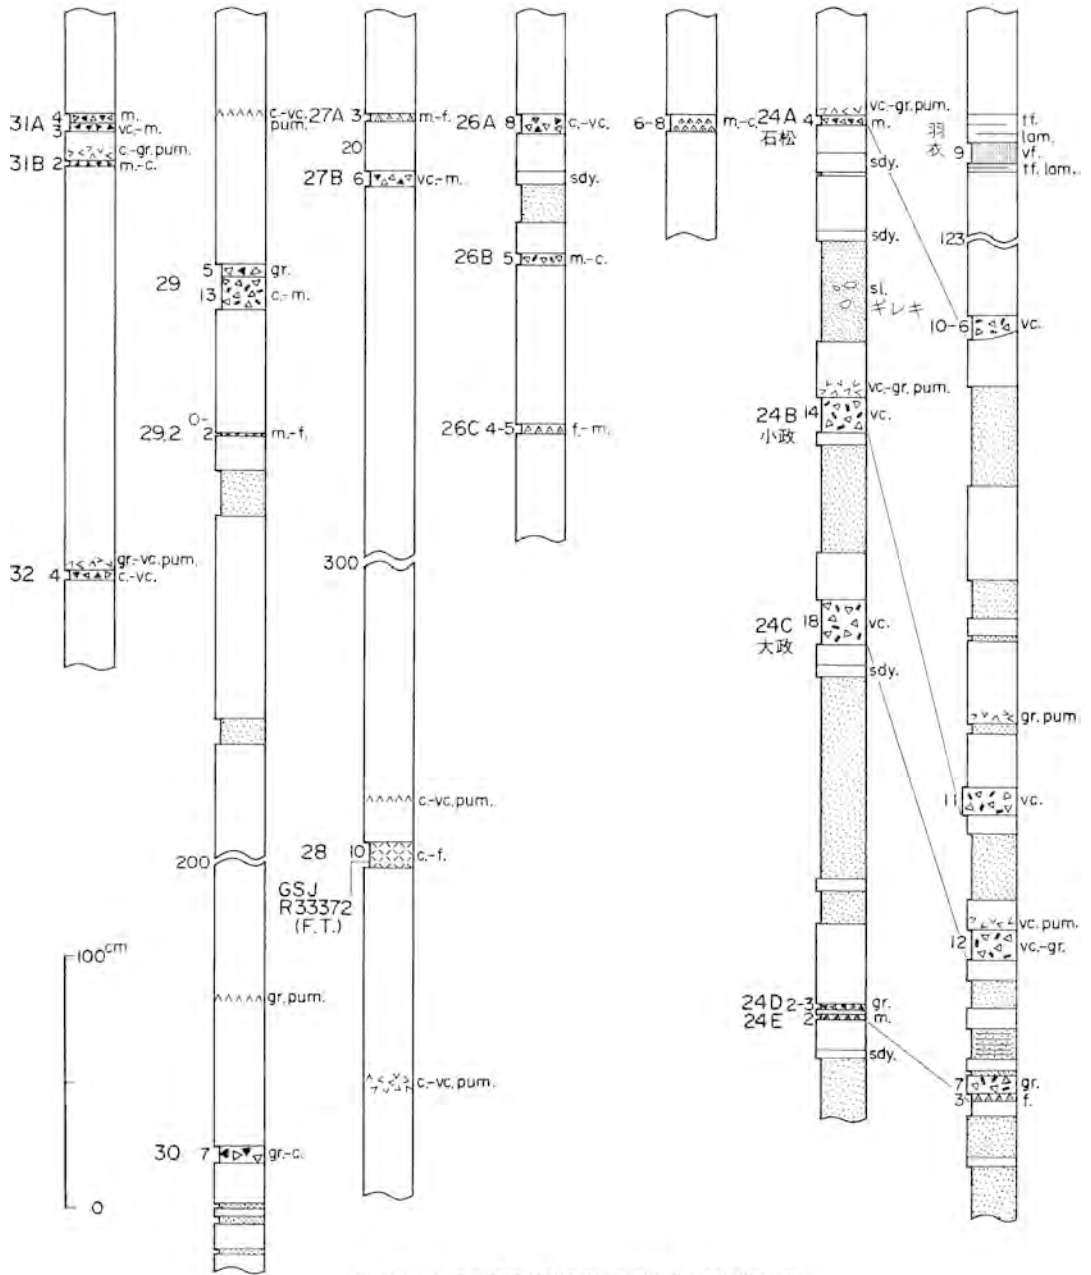 31A
4
3
m.
vc.-m.
c.-gr.pum.
31B 2
m.-c.
32 4
gr.-vc.pum.
c.-vc.
100cm
0
c.-vc.
pum.
29
5
13
gr.
c.-m.
0-
29,2 2
m.-f.
200
gr.pum.
30 7
gr.-c.
27A 3
m.-f.
20
27B 6
vc.-m.
300
c.-vc.pum.
28 10
c.-f.
GSJ
R33372
(F.T.)
c.-vc.pum.
26A 8
c.-vc.
sdy.
26B 5
m.-c.
26C 4-5
f.-m.
6-8
m.-c.
24A 4
石松
vc.-gr.pum.
m.
sdy.
sdy.
sl.
ギレキ
vc.-gr.pum.
24B 14
小政
vc.
24C 18
大政
vc.
sdy.
24D 2-3
gr.
24E 2
m.
sdy.
羽衣
9
tf.
lam.
vf.
tf. lam.
123
10-6
vc.
gr.pum.
11
vc.
vc.pum.
12
vc.-gr.
7
gr.
3
f.